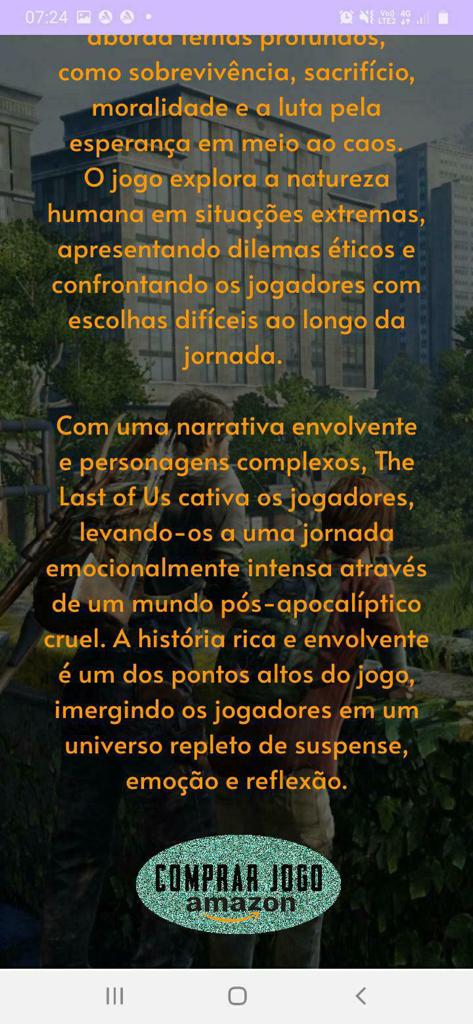 07:24
Vo)) 4G
LTE2
aborda temas profundos,
como sobrevivência, sacrifício,
moralidade e a luta pela
esperança em meio ao caos.
O jogo explora a natureza
humana em situações extremas,
apresentando dilemas éticos e
confrontando os jogadores com
escolhas difíceis ao longo da
jornada.
Com uma narrativa envolvente
e personagens complexos, The
Last of Us cativa os jogadores,
levando-os a uma jornada
emocionalmente intensa através
de um mundo pós-apocalíptico
cruel. A história rica e envolvente
é um dos pontos altos do jogo,
imergindo os jogadores em um
universo repleto de suspense,
emoção e reflexão.
COMPRAR JOGO
amazon